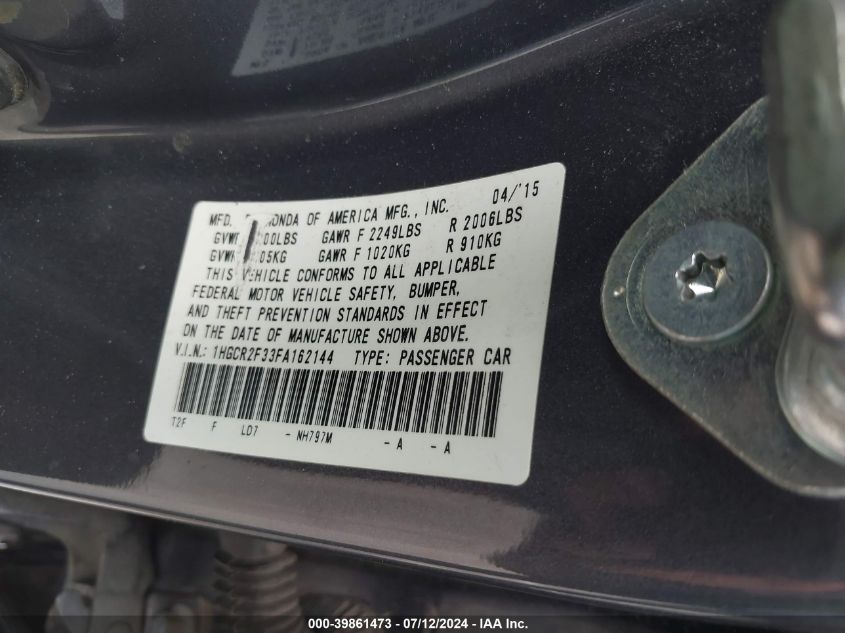 MFD. HONDA OF AMERICA MFG., INC. 04/'15
00LBS GAWR F 2249LBS R 2006LBS
05KG GAWR F 1020KG R 910KG
THIS VEHICLE CONFORMS TO ALL APPLICABLE
FEDERAL MOTOR VEHICLE SAFETY, BUMPER,
AND THEFT PREVENTION STANDARDS IN EFFECT
ON THE DATE OF MANUFACTURE SHOWN ABOVE.
V.I.N.: 1HGCR2F33FA162144 TYPE: PASSENGER CAR
T2F F LD7 - NH797M - A - A
000-39861473 - 07/12/2024 - IAA Inc.